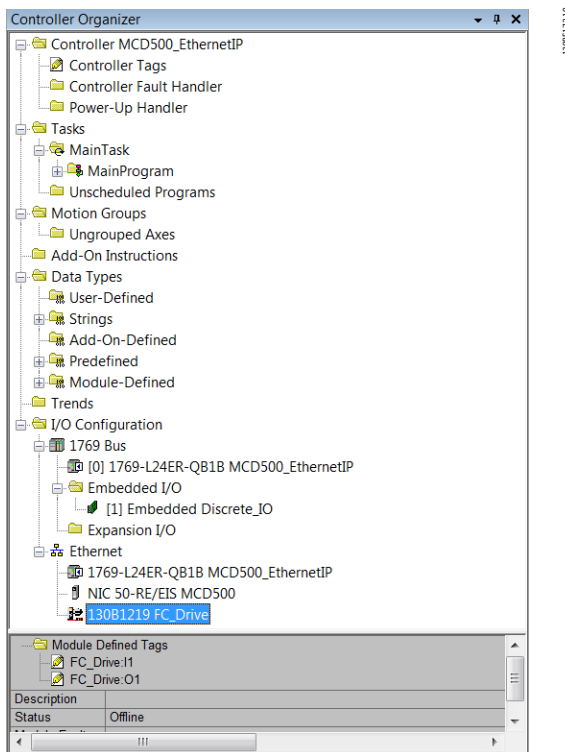 Controller Organizer
Controller MCD500_EthernetIP
Controller Tags
Controller Fault Handler
Power-Up Handler
Tasks
MainTask
MainProgram
Unscheduled Programs
Motion Groups
Ungrouped Axes
Add-On Instructions
Data Types
User-Defined
Strings
Add-On-Defined
Predefined
Module-Defined
Trends
I/O Configuration
1769 Bus
[0] 1769-L24ER-QB1B MCD500_EthernetIP
Embedded I/O
[1] Embedded Discrete_IO
Expansion I/O
Ethernet
1769-L24ER-QB1B MCD500_EthernetIP
NIC 50-RE/EIS MCD500
130B1219 FC_Drive
Module Defined Tags
FC_Drive:I1
FC_Drive:O1
Description
Status Offline